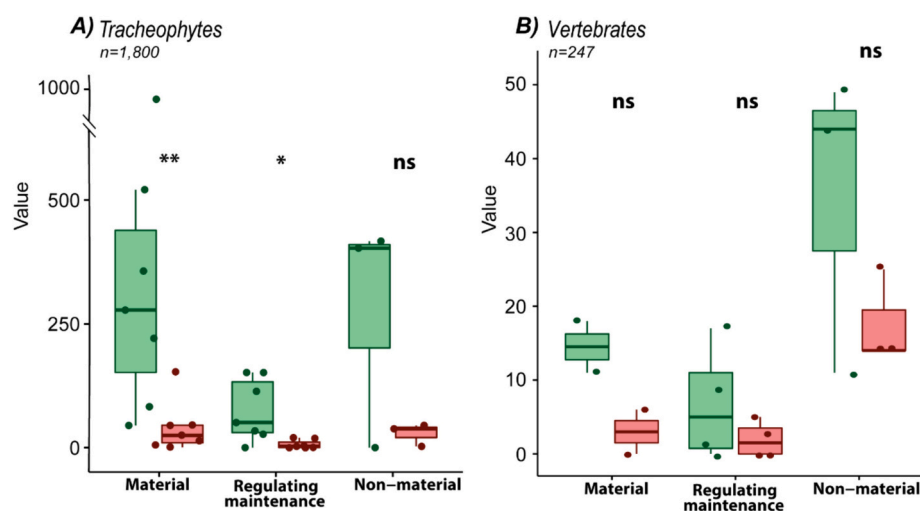 A) Tracheophytes
n=1,800
1000
500
250
0
Value
** * ns
Material
Regulating
maintenance
Non-material
B) Vertebrates
n=247
50
40
30
20
10
0
Value
ns ns ns
Material
Regulating
maintenance
Non-material